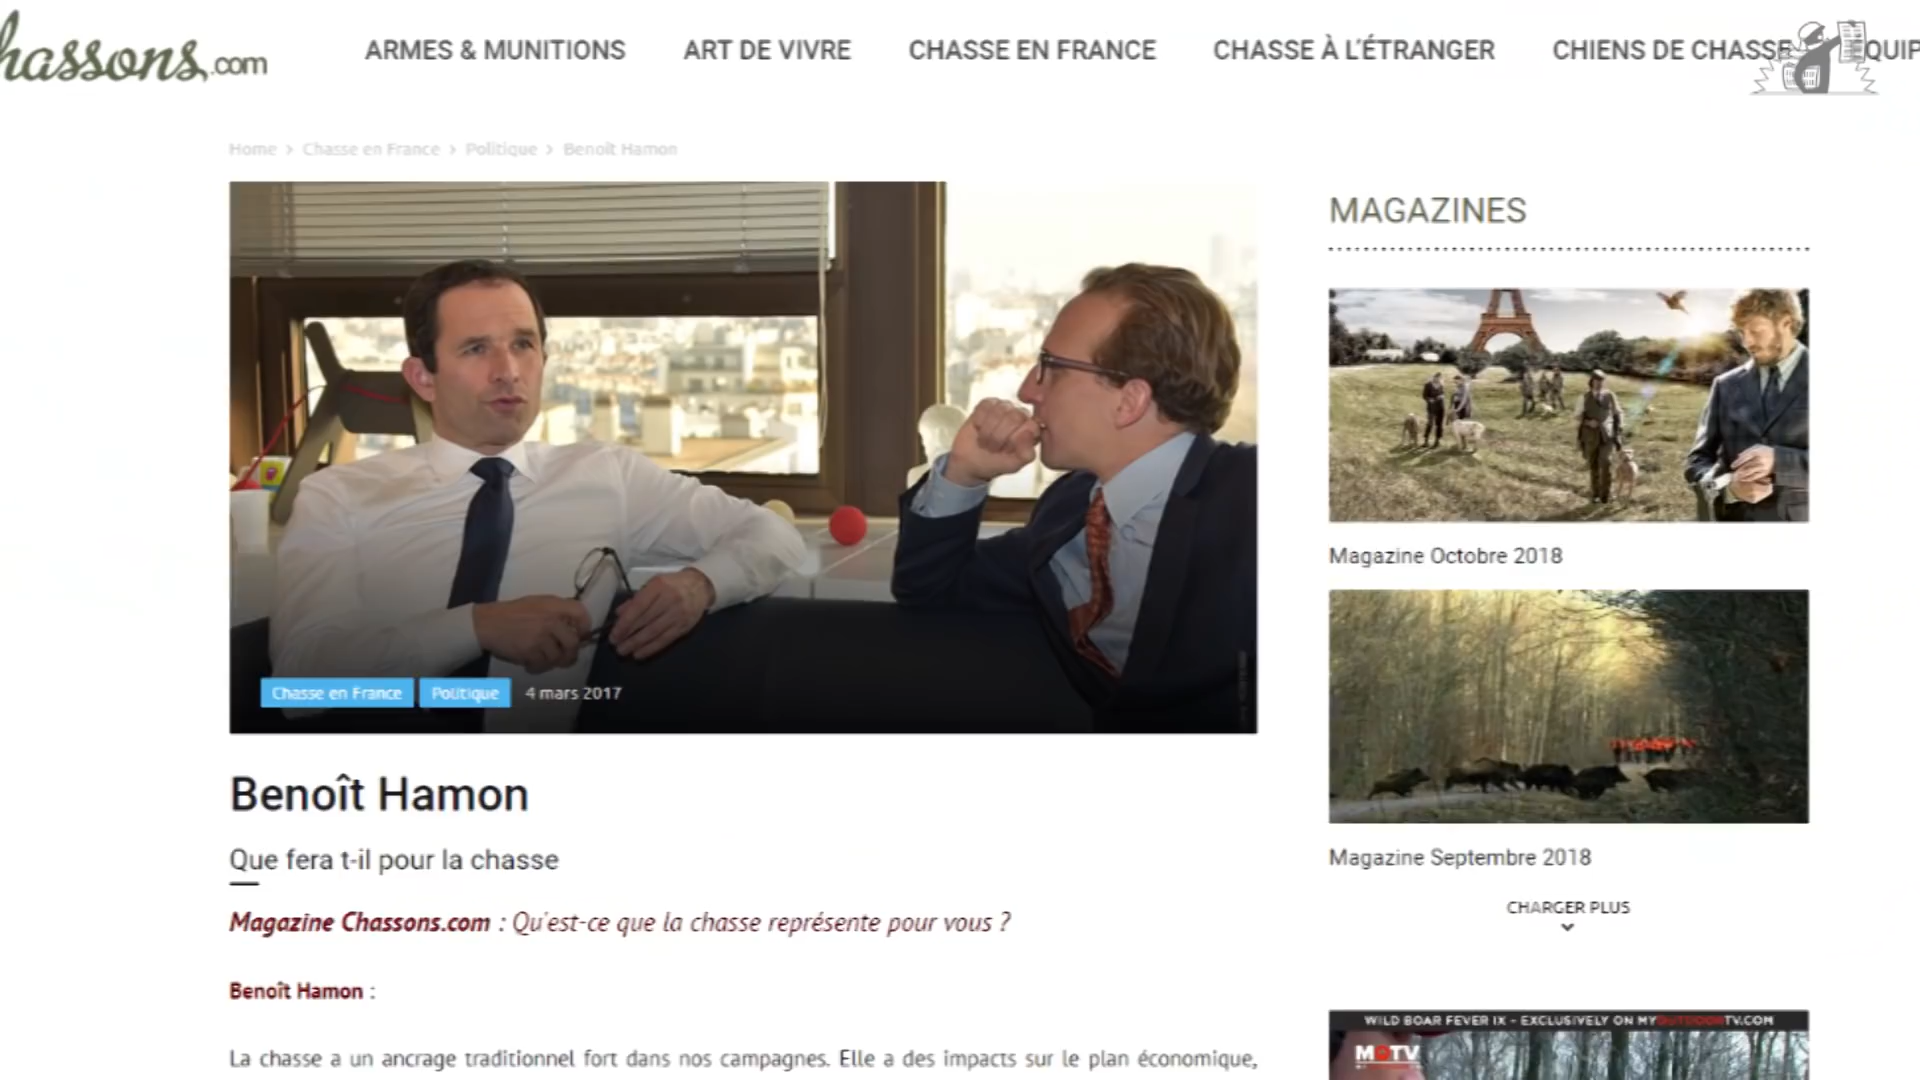 hassons.com
ARMES & MUNITIONS
ART DE VIVRE
CHASSE EN FRANCE
CHASSE À L'ÉTRANGER
CHIENS DE CHASSE
Home > Chasse en France > Politique > Benoît Hamon
Chasse en France
Politique
4 mars 2017
Benoît Hamon
Que fera t-il pour la chasse
Magazine Chassons.com : Qu'est-ce que la chasse représente pour vous ?
Benoît Hamon :
La chasse a un ancrage traditionnel fort dans nos campagnes. Elle a des impacts sur le plan économique,
MAGAZINES
Magazine Octobre 2018
Magazine Septembre 2018
CHARGER PLUS
WILD BOAR FEVER IX - EXCLUSIVELY ON MYOUTDOORTV.COM
MOTV